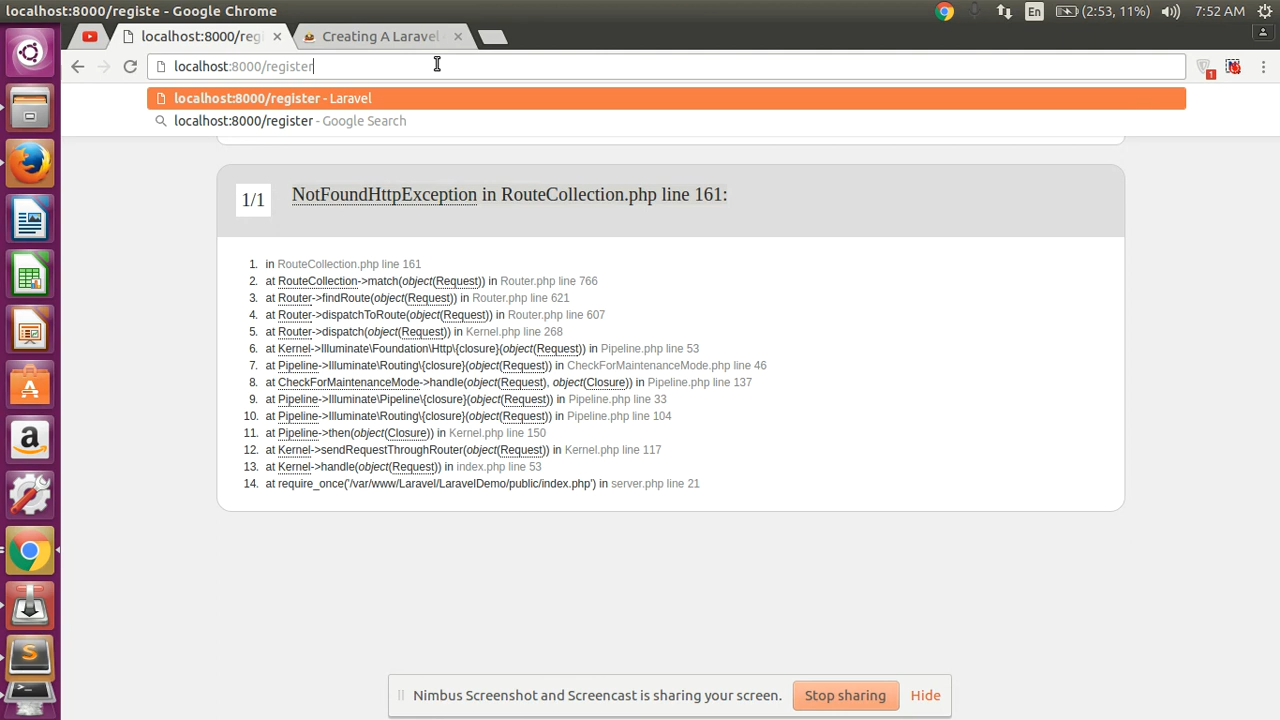 localhost:8000/registe - Google Chrome
En
(2:53, 11%)
7:52 AM
localhost:8000/reg
Creating A Laravel
localhost:8000/register
1
localhost:8000/register - Laravel
localhost:8000/register - Google Search
1/1
NotFoundHttpException in RouteCollection.php line 161:
1. in RouteCollection.php line 161
2. at RouteCollection->match(object(Request)) in Router.php line 766
3. at Router->findRoute(object(Request)) in Router.php line 621
4. at Router->dispatchToRoute(object(Request)) in Router.php line 607
5. at Router->dispatch(object(Request)) in Kernel.php line 268
6. at Kernel->Illuminate\Foundation\Http\{closure}(object(Request)) in Pipeline.php line 53
7. at Pipeline->Illuminate\Routing\{closure}(object(Request)) in CheckForMaintenanceMode.php line 46
8. at CheckForMaintenanceMode->handle(object(Request), object(Closure)) in Pipeline.php line 137
9. at Pipeline->Illuminate\Pipeline\{closure}(object(Request)) in Pipeline.php line 33
10. at Pipeline->Illuminate\Routing\{closure}(object(Request)) in Pipeline.php line 104
11. at Pipeline->then(object(Closure)) in Kernel.php line 150
12. at Kernel->sendRequestThroughRouter(object(Request)) in Kernel.php line 117
13. at Kernel->handle(object(Request)) in index.php line 53
14. at require_once('/var/www/Laravel/LaravelDemo/public/index.php') in server.php line 21
Nimbus Screenshot and Screencast is sharing your screen.
Stop sharing
Hide